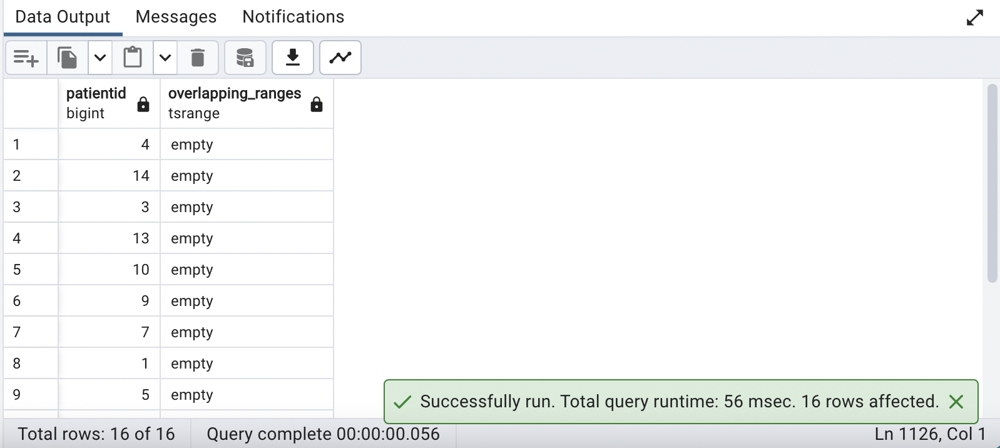 Data Output Messages Notifications
patientid overlapping_ranges
bigint tsrange
1 4 empty
2 14 empty
3 3 empty
4 13 empty
5 10 empty
6 9 empty
7 7 empty
8 1 empty
9 5 empty
Successfully run. Total query runtime: 56 msec. 16 rows affected.
Total rows: 16 of 16 Query complete 00:00:00.056 Ln 1126, Col 1